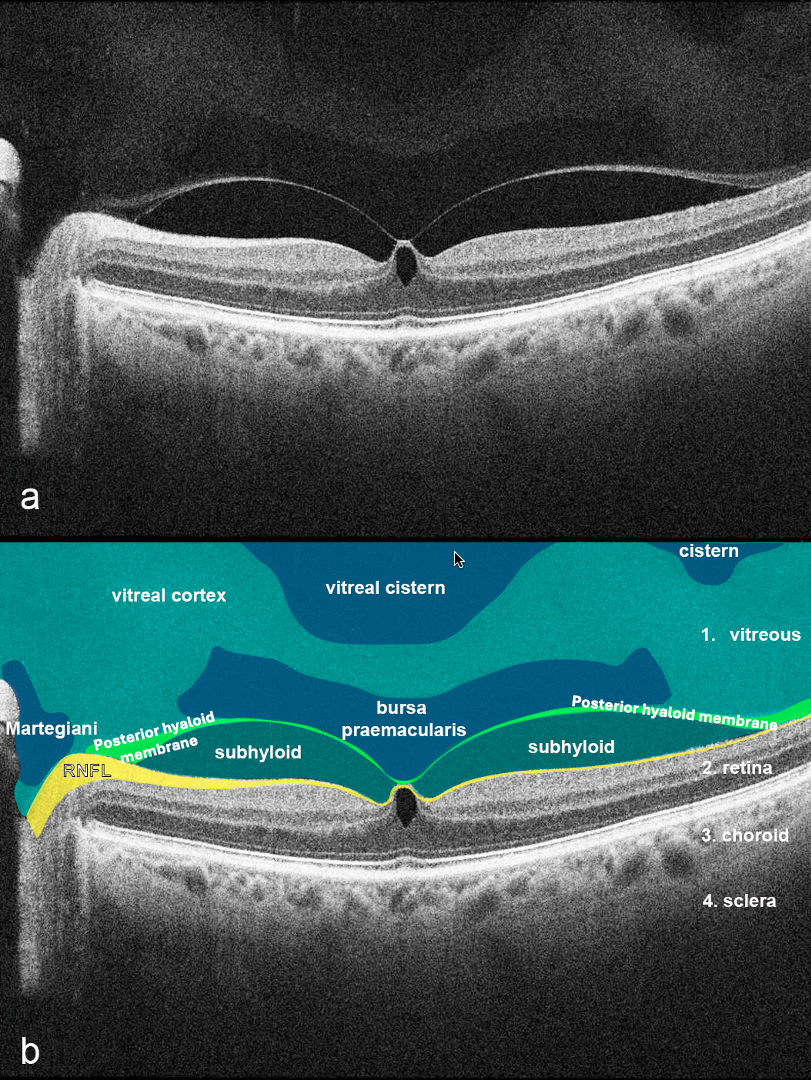 a
cistern
vitreal cistern
vitreal cortex
1. vitreous
bursa
praemacularis
Posterior hyaloid membrane
Martegiani
Posterior hyaloid
membrane
subhyloid
subhyloid
RNFL
2. retina
3. choroid
4. sclera
b